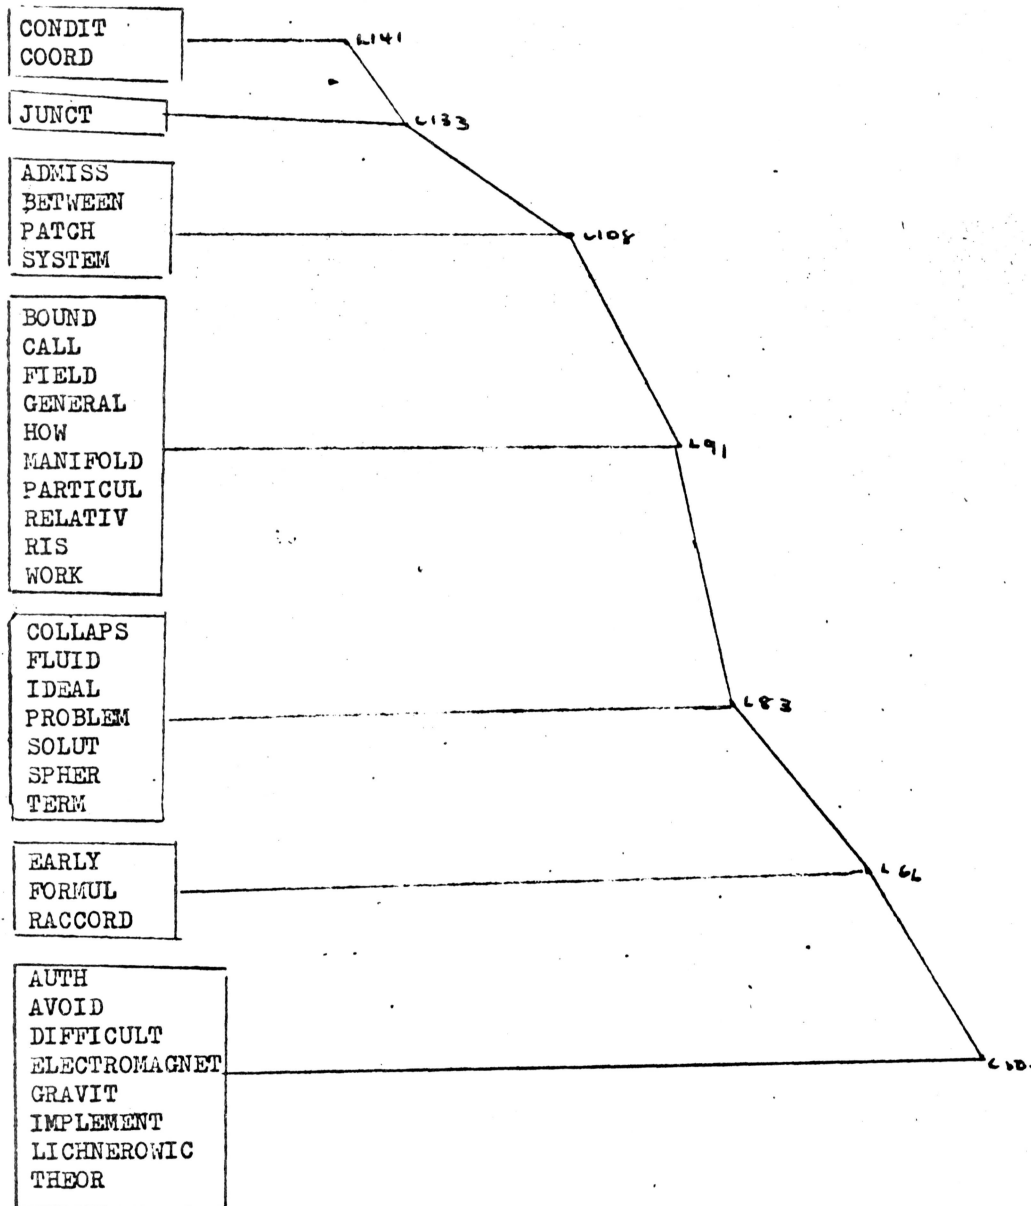 CONDIT
COORD
L141
JUNCT
L133
ADMISS
BETWEEN
PATCH
SYSTEM
L108
BOUND
CALL
FIELD
GENERAL
HOW
MANIFOLD
PARTICUL
RELATIV
RIS
WORK
L91
COLLAPS
FLUID
IDEAL
PROBLEM
SOLUT
SPHER
TERM
L83
EARLY
FORMUL
RACCORD
L66
AUTH
AVOID
DIFFICULT
ELECTROMAGNET
GRAVIT
IMPLEMENT
LICHNEROWIC
THEOR